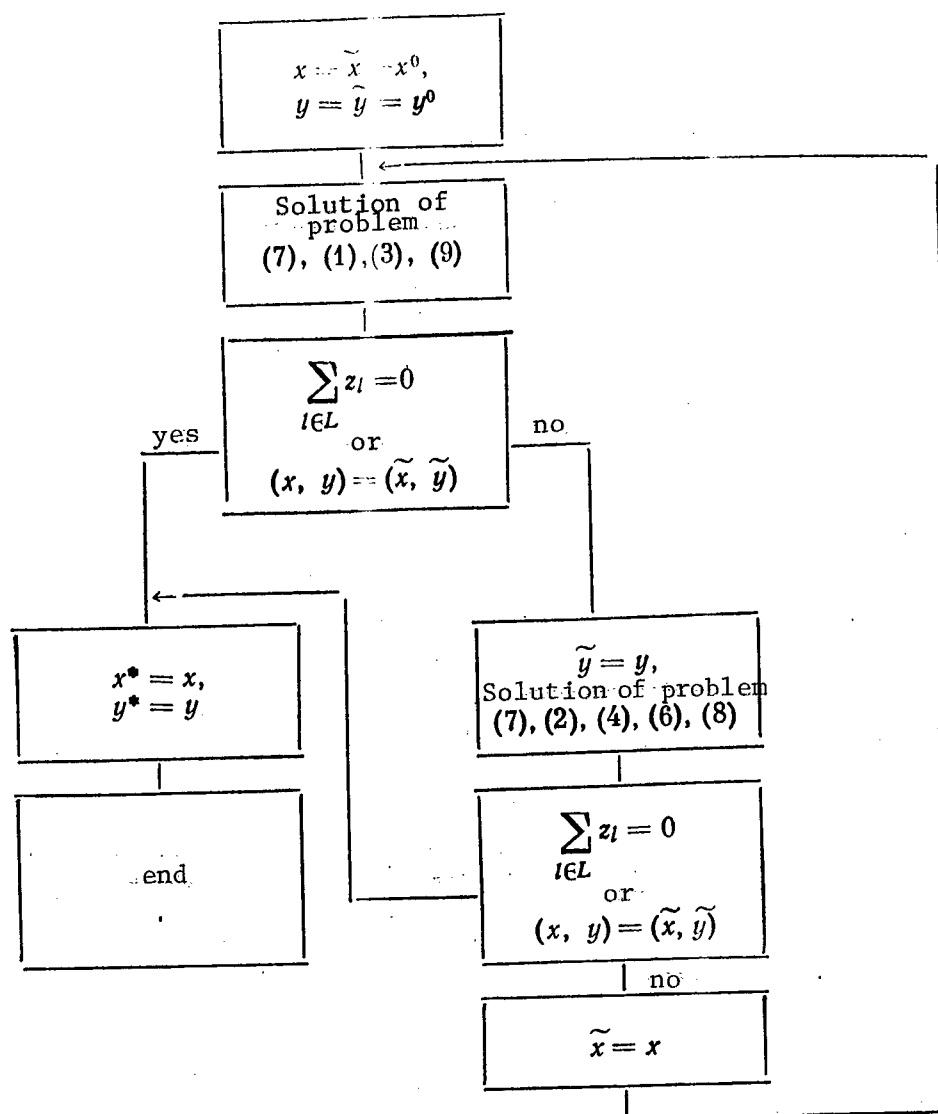 x = x̃ = x⁰,
y = ỹ = y⁰
Solution of
problem
(7), (1), (3), (9)
∑ z_l = 0
l∈L
or
(x, y) = (x̃, ỹ)
yes
no
x* = x,
y* = y
end
ỹ = y,
Solution of problem
(7), (2), (4), (6), (8)
∑ z_l = 0
l∈L
or
(x, y) = (x̃, ỹ)
no
x̃ = x